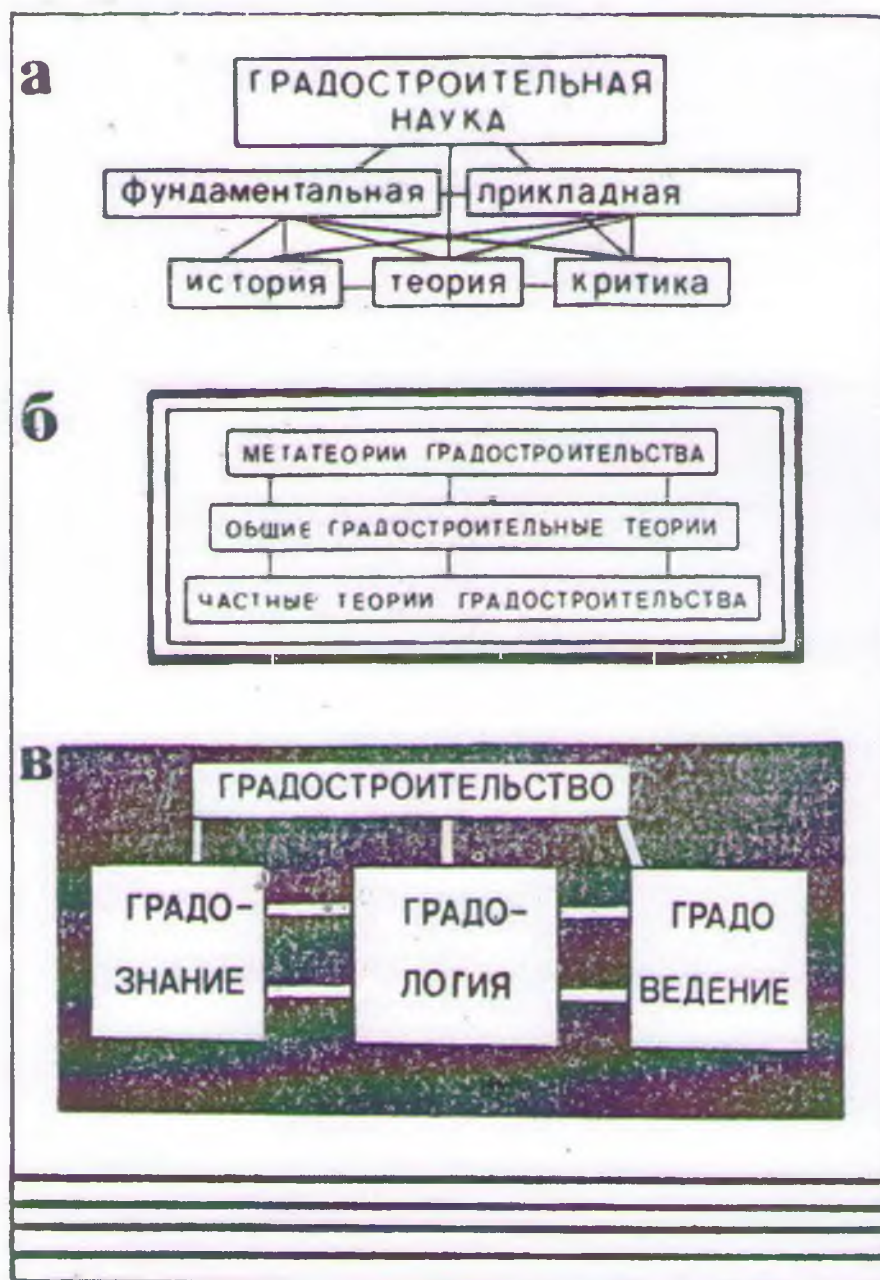 а
ГРАДОСТРОИТЕЛЬНАЯ
НАУКА
фундаментальная прикладная
история теория критика
б
МЕТАТЕОРИИ ГРАДОСТРОИТЕЛЬСТВА
ОБЩИЕ ГРАДОСТРОИТЕЛЬНЫЕ ТЕОРИИ
ЧАСТНЫЕ ТЕОРИИ ГРАДОСТРОИТЕЛЬСТВА
в
ГРАДОСТРОИТЕЛЬСТВО
ГРАДО-
ЗНАНИЕ
ГРАДО-
ЛОГИЯ
ГРАДО
ВЕДЕНИЕ